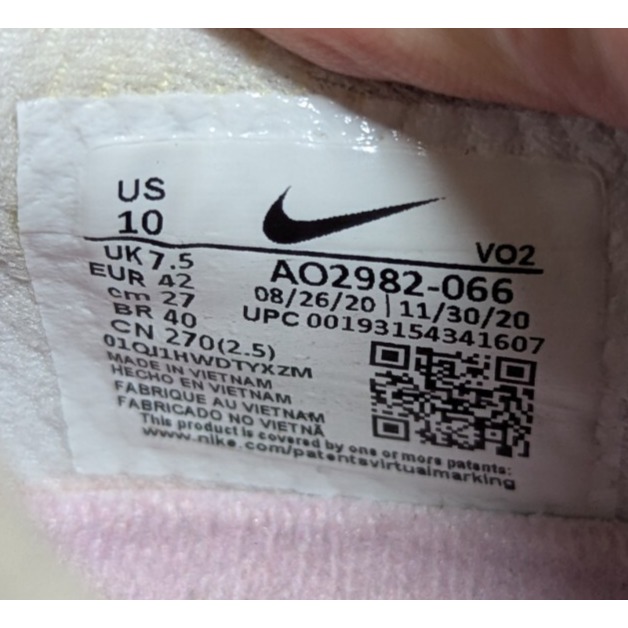 US
10
VO2
UK 7.5
EUR 42
cm 27
BR 40
CN 270(2.5)
AO2982-066
08/26/20 | 11/30/20
UPC 00193154341607
01QJ1HWDTYXZM
MADE IN VIETNAM
HECHO EN VIETNAM
FABRIQUE AU VIETNAM
FABRICADO NO VIETNÃ
This product is covered by one or more patents:
www.nike.com/patentsvirtualmarking